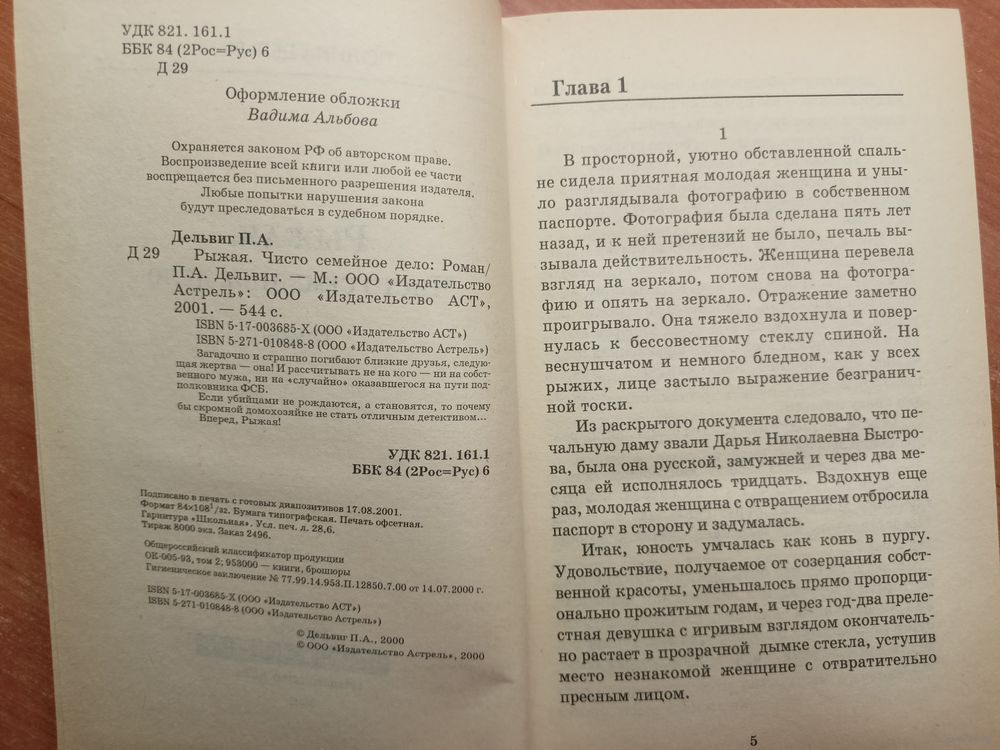 УДК 821. 161.1
ББК 84 (2Рос=Рус) 6
Д 29
Оформление обложки
Вадима Альбова
Охраняется законом РФ об авторском праве.
Воспроизведение всей книги или любой ее части
воспрещается без письменного разрешения издателя.
Любые попытки нарушения закона
будут преследоваться в судебном порядке.
Дельвиг П.А.
Д 29 Рыжая. Чисто семейное дело: Роман/
П.А. Дельвиг. — М.: ООО «Издательство
Астрель»: ООО «Издательство АСТ»,
2001. — 544 с.
ISBN 5-17-003685-X (ООО «Издательство АСТ»)
ISBN 5-271-010848-8 (ООО «Издательство Астрель»)
Загадочно и страшно погибают близкие друзья, следую-
щая жертва — она! И рассчитывать не на кого — ни на собст-
венного мужа, ни на «случайно» оказавшегося на пути под-
полковника ФСБ.
Если убийцами не рождаются, а становятся, то почему
бы скромной домохозяйке не стать отличным детективом...
Вперед, Рыжая!
УДК 821. 161.1
ББК 84 (2Рос=Рус) 6
Подписано в печать с готовых диапозитивов 17.08.2001.
Формат 84×108¹/32. Бумага типографская. Печать офсетная.
Гарнитура «Школьная». Усл. печ. л. 28,6.
Тираж 8000 экз. Заказ 2496.
Общероссийский классификатор продукции
ОК-005-93, том 2; 953000 — книги, брошюры
Гигиеническое заключение № 77.99.14.953.П.12850.7.00 от 14.07.2000 г.
ISBN 5-17-003685-X (ООО «Издательство АСТ»)
ISBN 5-271-010848-8 (ООО «Издательство Астрель»)
© Дельвиг П.А., 2000
© ООО «Издательство Астрель», 2000
Глава 1
1
В просторной, уютно обставленной спаль-
не сидела приятная молодая женщина и уны-
ло разглядывала фотографию в собственном
паспорте. Фотография была сделана пять лет
назад, и к ней претензий не было, печаль вы-
зывала действительность. Женщина перевела
взгляд на зеркало, потом снова на фотогра-
фию и опять на зеркало. Отражение заметно
проигрывало. Она тяжело вздохнула и повер-
нулась к бессовестному стеклу спиной. На
веснушчатом и немного бледном, как у всех
рыжих, лице застыло выражение безгранич-
ной тоски.
Из раскрытого документа следовало, что пе-
чальную даму звали Дарья Николаевна Быстро-
ва, была она русской, замужней и через два ме-
сяца ей исполнялось тридцать. Вздохнув еще
раз, молодая женщина с отвращением отбросила
паспорт в сторону и задумалась.
Итак, юность умчалась как конь в пургу.
Удовольствие, получаемое от созерцания собст-
венной красоты, уменьшалось прямо пропорци-
онально прожитым годам, и через год-два преле-
стная девушка с игривым взглядом окончатель-
но растает в прозрачной дымке стекла, уступив
место незнакомой женщине с отвратительно
пресным лицом.
5